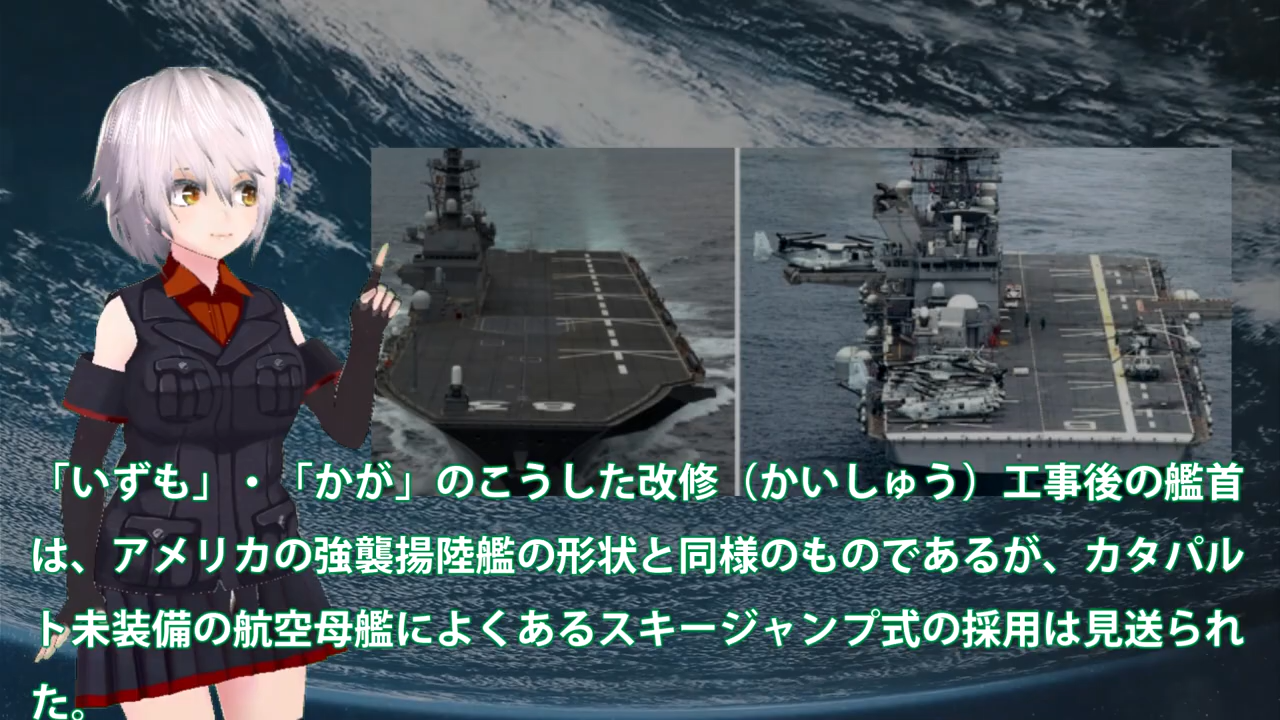 「いずも」・「かが」のこうした改修（かいしゅう）工事後の艦首
は、アメリカの強襲揚陸艦の形状と同様のものであるが、カタパル
ト未装備の航空母艦によくあるスキージャンプ式の採用は見送られ
た。